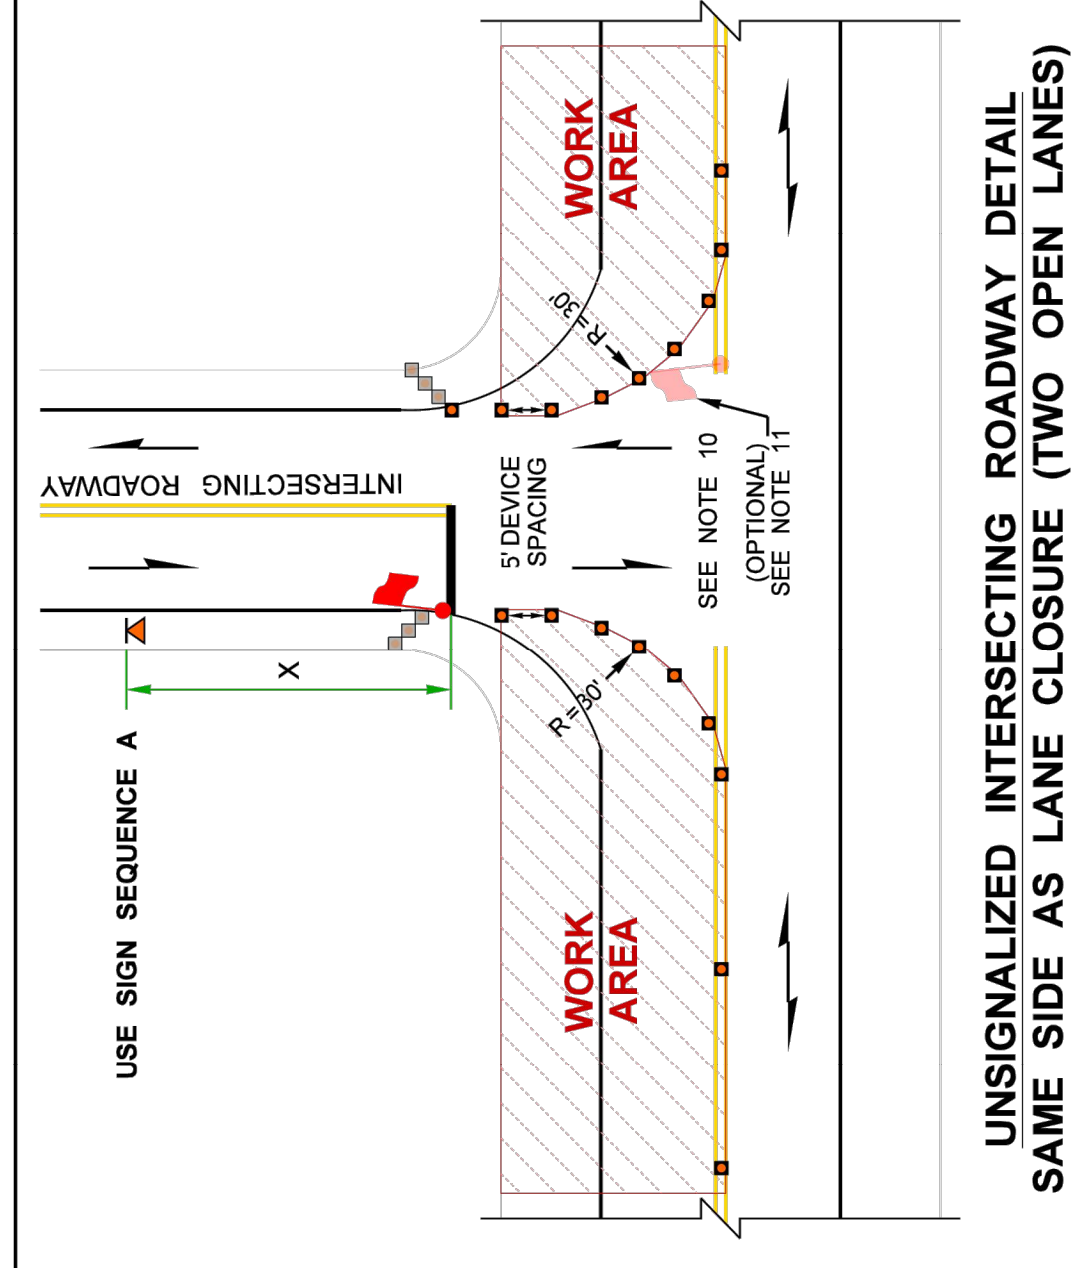 USE SIGN SEQUENCE A
X
INTERSECTING
ROADWAY
5' DEVICE
SPACING
R=30'
R=30'
WORK
AREA
WORK
AREA
SEE NOTE 10
(OPTIONAL)
SEE NOTE 11
UNSIGNALIZED INTERSECTING ROADWAY DETAIL
SAME SIDE AS LANE CLOSURE (TWO OPEN LANES)